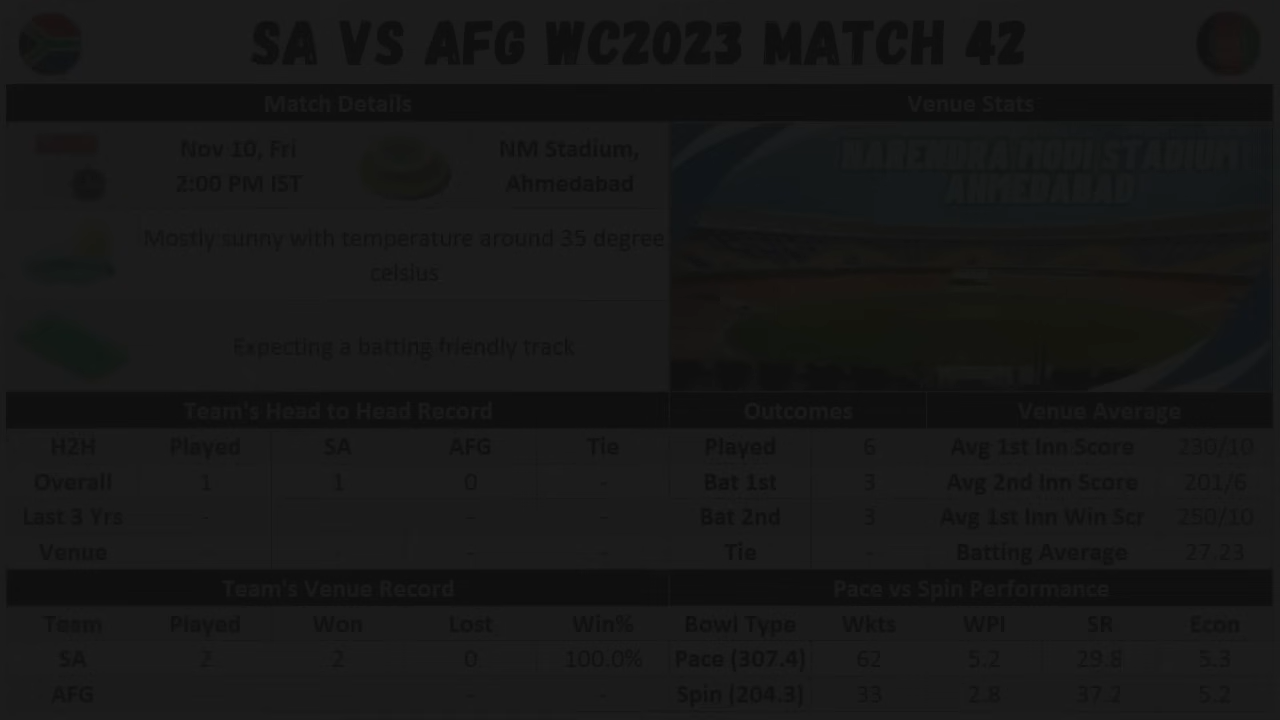 SA VS AFG WC2023 MATCH 42
Match Details
Venue Stats
Nov 10, Fri
2:00 PM IST
NM Stadium,
Ahmedabad
NARENDRA MODI STADIUM
AHMEDABAD
Mostly sunny with temperature around 35 degree
celsius
Expecting a batting friendly track
Team's Head to Head Record
Outcomes Venue Average
H2H Played SA AFG Tie Played 6 Avg 1st Inn Score 230/10
Overall 1 1 0 - Bat 1st 3 Avg 2nd Inn Score 201/6
Last 3 Yrs - - - Bat 2nd 3 Avg 1st Inn Win Scr 250/10
Venue - - - - Tie - Batting Average 27.23
Team's Venue Record Pace vs Spin Performance
Team Played Won Lost Win% Bowl Type Wkts WPI SR Econ
SA 2 2 0 100.0% Pace (307.4) 62 5.2 29.8 5.3
AFG - - Spin (204.3) 33 2.8 37.2 5.2